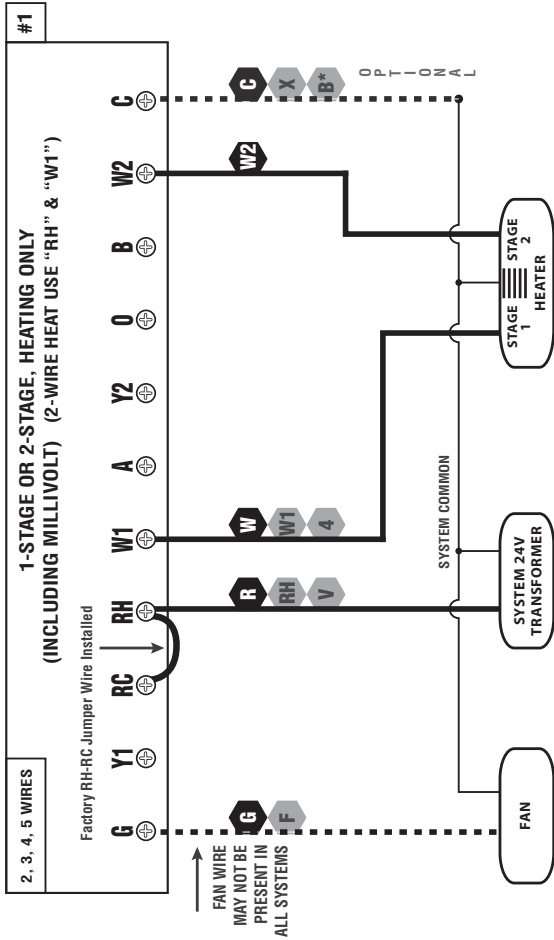 #1
2, 3, 4, 5 WIRES
1-STAGE OR 2-STAGE, HEATING ONLY
(INCLUDING MILLIVOLT) (2-WIRE HEAT USE “RH” & “W1”)
Factory RH-RC Jumper Wire Installed
G Y1 RC RH W1 A Y2 O B W2 C
FAN WIRE
MAY NOT BE
PRESENT IN
ALL SYSTEMS
G
F
R
RH
V
W
W1
4
W2
C
X
B*
OPTIONAL
SYSTEM COMMON
FAN
SYSTEM 24V
TRANSFORMER
STAGE
1
STAGE
2
HEATER